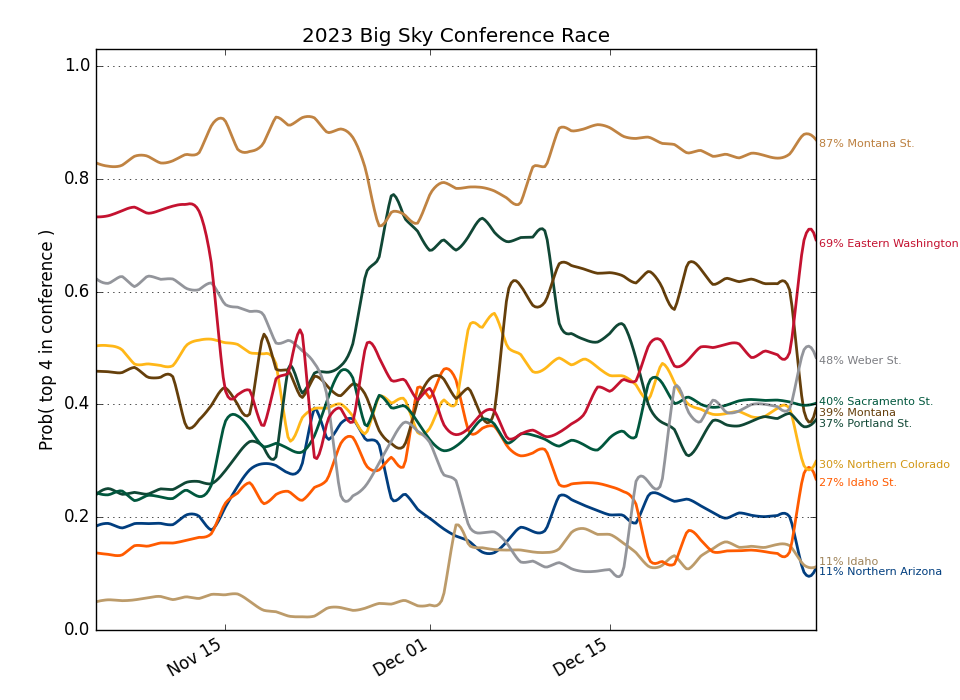 2023 Big Sky Conference Race
Prob( top 4 in conference )
1.0
0.8
0.6
0.4
0.2
0.0
Nov 15
Dec 01
Dec 15
87% Montana St.
69% Eastern Washington
48% Weber St.
40% Sacramento St.
39% Montana
37% Portland St.
30% Northern Colorado
27% Idaho St.
11% Idaho
11% Northern Arizona